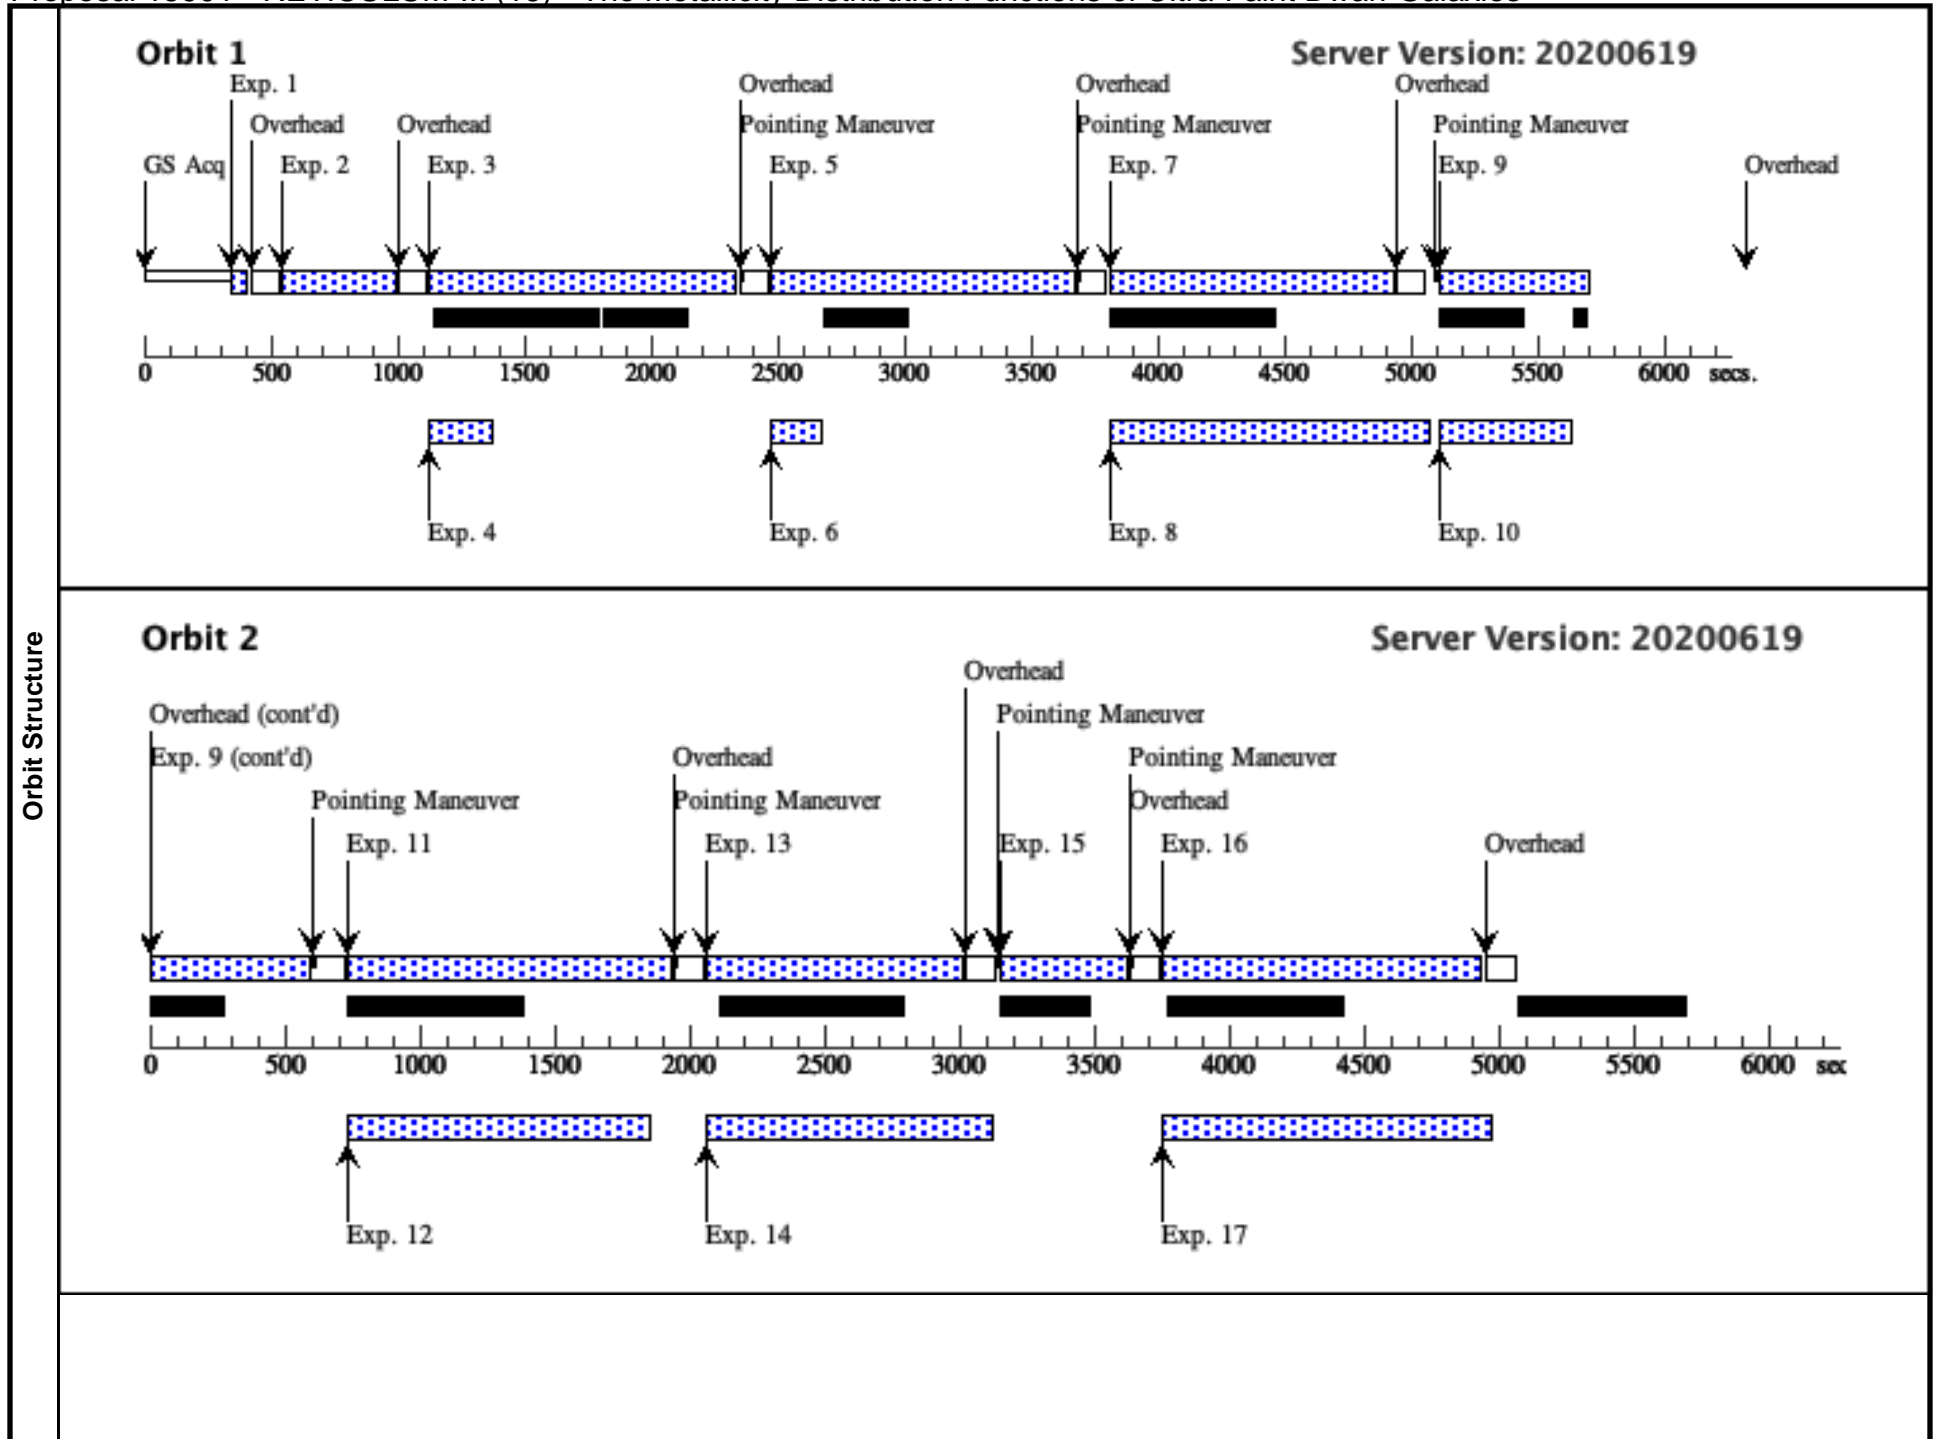 Orbit Structure
Orbit 1 Server Version: 20200619
Exp. 1 Overhead Overhead Overhead
Overhead Overhead Pointing Maneuver Pointing Maneuver Pointing Maneuver
GS Acq Exp. 2 Exp. 3 Exp. 5 Exp. 7 Exp. 9 Overhead
0 500 1000 1500 2000 2500 3000 3500 4000 4500 5000 5500 6000 secs.
Exp. 4 Exp. 6 Exp. 8 Exp. 10
Orbit 2 Server Version: 20200619
Overhead
Overhead (cont'd) Pointing Maneuver
Exp. 9 (cont'd) Overhead Pointing Maneuver
Pointing Maneuver Pointing Maneuver Overhead
Exp. 11 Exp. 13 Exp. 15 Exp. 16 Overhead
0 500 1000 1500 2000 2500 3000 3500 4000 4500 5000 5500 6000 sec
Exp. 12 Exp. 14 Exp. 17